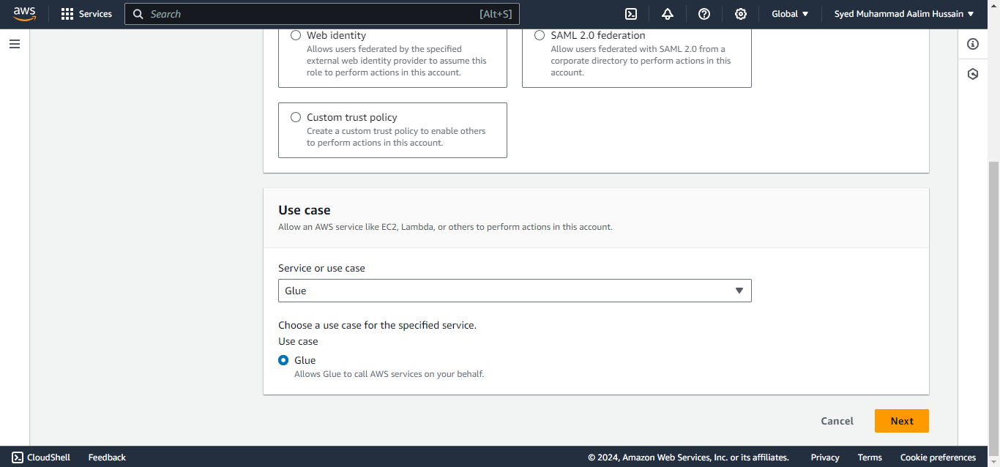 aws
Services
Search
[Alt+S]
Global
Syed Muhammad Aalim Hussain
Web identity
Allows users federated by the specified
external web identity provider to assume this
role to perform actions in this account.
SAML 2.0 federation
Allow users federated with SAML 2.0 from a
corporate directory to perform actions in this
account.
Custom trust policy
Create a custom trust policy to enable others
to perform actions in this account.
Use case
Allow an AWS service like EC2, Lambda, or others to perform actions in this account.
Service or use case
Glue
Choose a use case for the specified service.
Use case
Glue
Allows Glue to call AWS services on your behalf.
Cancel
Next
CloudShell
Feedback
© 2024, Amazon Web Services, Inc. or its affiliates.
Privacy
Terms
Cookie preferences